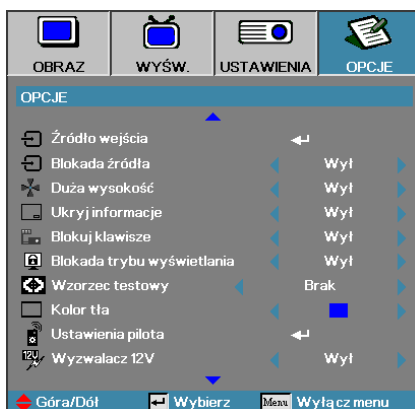 OBRAZ WYŚW. USTAWIENIA OPCJE
OPCJE
Źródło wejścia
Blokada źródła Wył
Duża wysokość Wył
Ukryj informacje Wył
Blokuj klawisze Wył
Blokada trybu wyświetlania Wył
Wzorzec testowy Brak
Kolor tła
Ustawienia pilota
12V Wyzwalacz 12V Wył
Góra/Dół Wybierz Menu Wyłącz menu